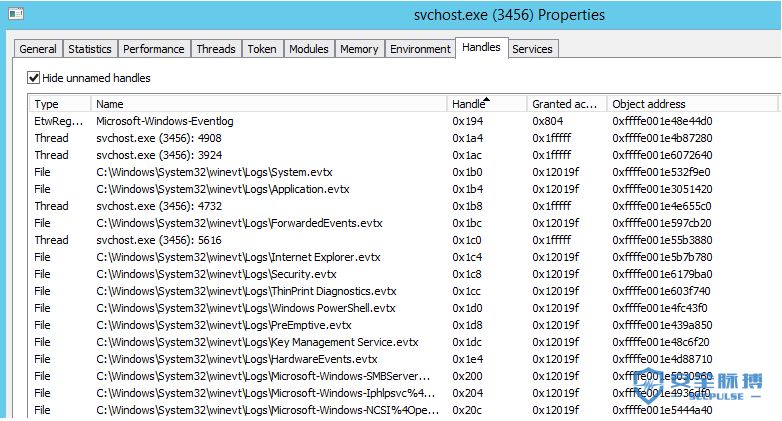 svchost.exe (3456) Properties
General Statistics Performance Threads Token Modules Memory Environment Handles Services
Hide unnamed handles
Type Name Handle Granted ac... Object address
EtwReg... Microsoft-Windows-Eventlog 0x194 0x804 0xffffe001e48e44d0
Thread svchost.exe (3456): 4908 0x1a4 0x1fffff 0xffffe001e4b87280
Thread svchost.exe (3456): 3924 0x1ac 0x1fffff 0xffffe001e6072640
File C:\Windows\System32\winevt\Logs\System.evtx 0x1b0 0x12019f 0xffffe001e532f9e0
File C:\Windows\System32\winevt\Logs\Application.evtx 0x1b4 0x12019f 0xffffe001e3051420
Thread svchost.exe (3456): 4732 0x1b8 0x1fffff 0xffffe001e4e655c0
File C:\Windows\System32\winevt\Logs\ForwardedEvents.evtx 0x1bc 0x12019f 0xffffe001e597cb20
Thread svchost.exe (3456): 5616 0x1c0 0x1fffff 0xffffe001e55b3880
File C:\Windows\System32\winevt\Logs\Internet Explorer.evtx 0x1c4 0x12019f 0xffffe001e5b7b780
File C:\Windows\System32\winevt\Logs\Security.evtx 0x1c8 0x12019f 0xffffe001e6179ba0
File C:\Windows\System32\winevt\Logs\ThinPrint Diagnostics.evtx 0x1cc 0x12019f 0xffffe001e603f740
File C:\Windows\System32\winevt\Logs\Windows PowerShell.evtx 0x1d0 0x12019f 0xffffe001e4fc43f0
File C:\Windows\System32\winevt\Logs\PreEmptive.evtx 0x1d8 0x12019f 0xffffe001e439a850
File C:\Windows\System32\winevt\Logs\Key Management Service.evtx 0x1dc 0x12019f 0xffffe001e48c6f20
File C:\Windows\System32\winevt\Logs\HardwareEvents.evtx 0x1e4 0x12019f 0xffffe001e4d88710
File C:\Windows\System32\winevt\Logs\Microsoft-Windows-SMBServer... 0x200 0x12019f 0xffffe001e5030960
File C:\Windows\System32\winevt\Logs\Microsoft-Windows-Iphlpsvc%4... 0x204 0x12019f 0xffffe001e4936df0
File C:\Windows\System32\winevt\Logs\Microsoft-Windows-NCSI%4Ope... 0x20c 0x12019f 0xffffe001e5444a40
安全脉搏
SECPULSE